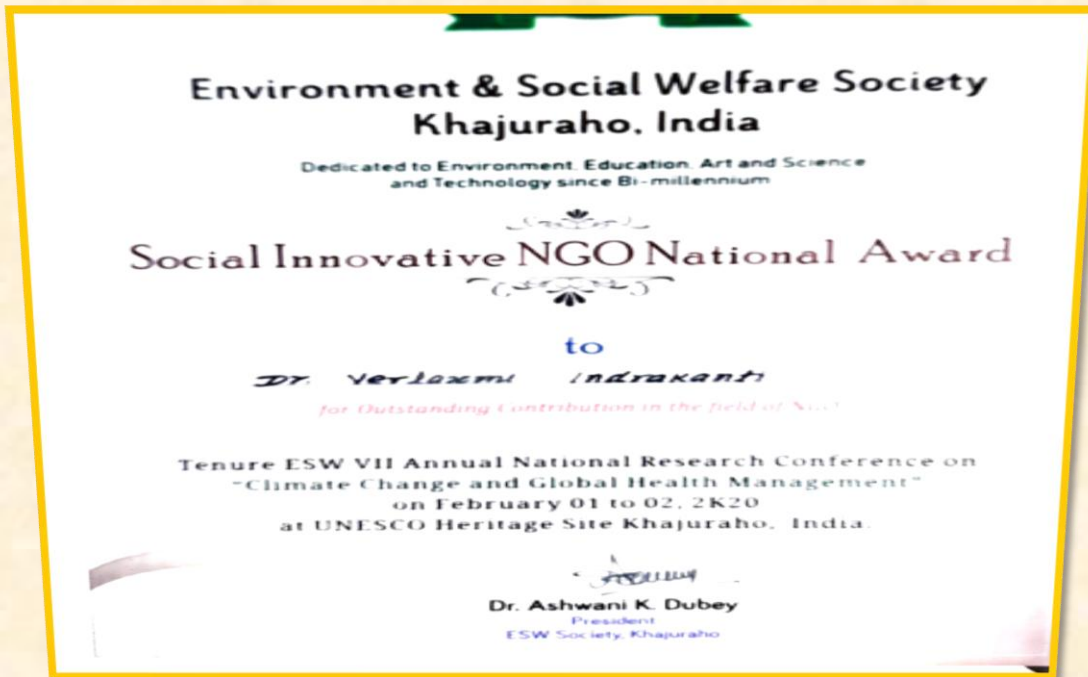 Environment & Social Welfare Society
Khajuraho, India
Dedicated to Environment, Education, Art and Science
and Technology since Bi-millennium
Social Innovative NGO National Award
to
Dr. Verlaxmi Indrakanti
for Outstanding Contribution in the field of
Tenure ESW VII Annual National Research Conference on
"Climate Change and Global Health Management"
on February 01 to 02, 2K20
at UNESCO Heritage Site Khajuraho, India.
Dr. Ashwani K. Dubey
President
ESW Society, Khajuraho